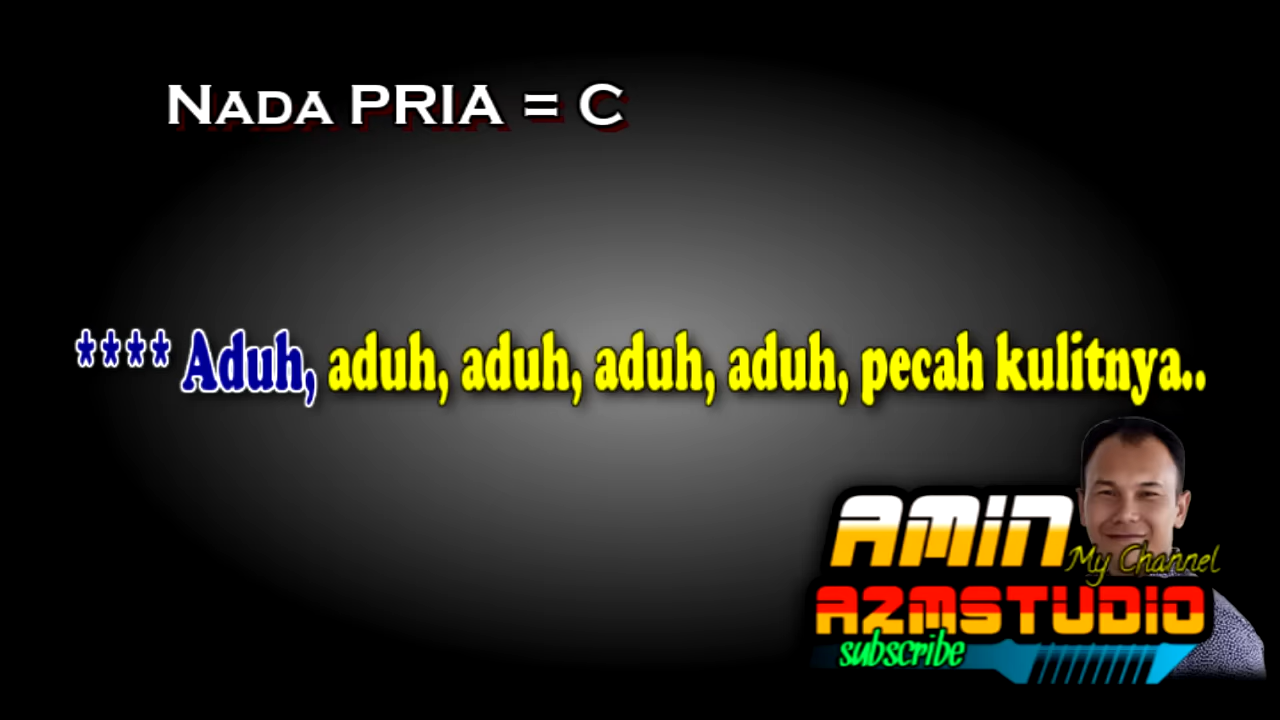 NADA PRIA = C
**** Aduh, aduh, aduh, aduh, aduh, pecah kulitnya..
AMIN
My Channel
AZMSTUDIO
subscribe